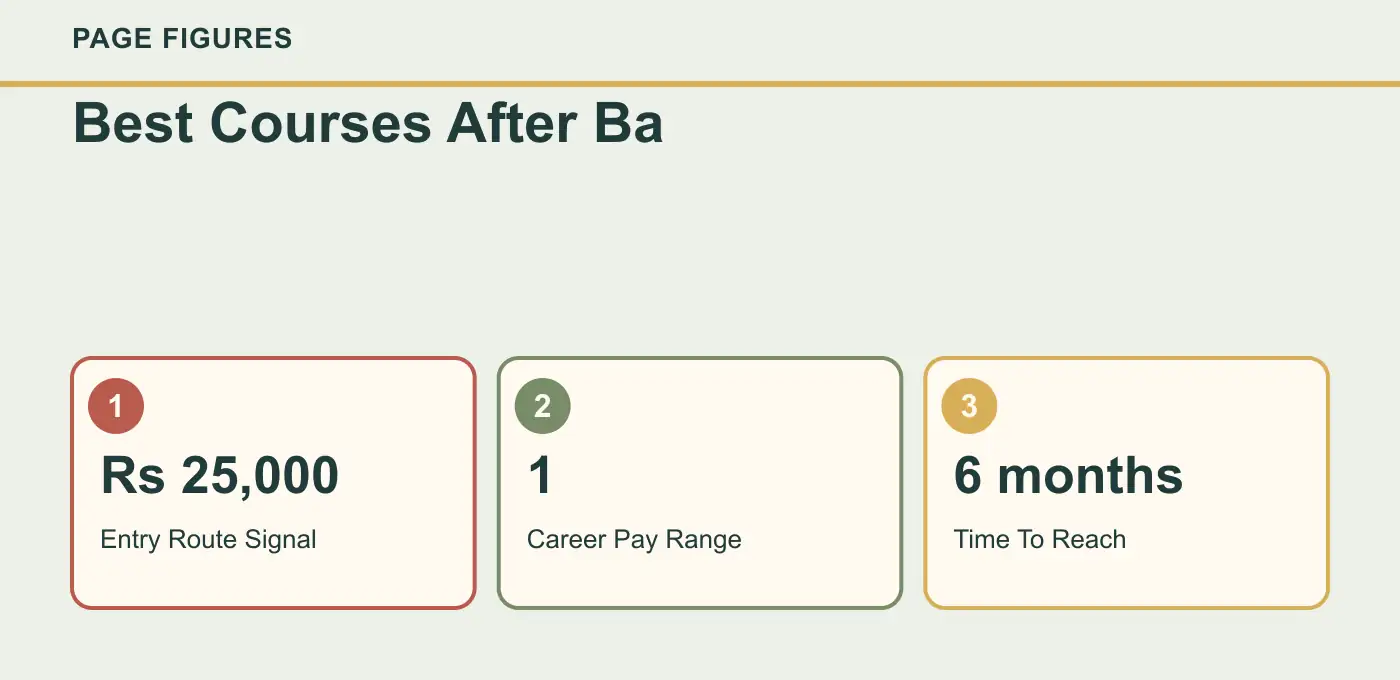 PAGE FIGURES
Best Courses After Ba
1
Rs 25,000
Entry Route Signal
2
1
Career Pay Range
3
6 months
Time To Reach